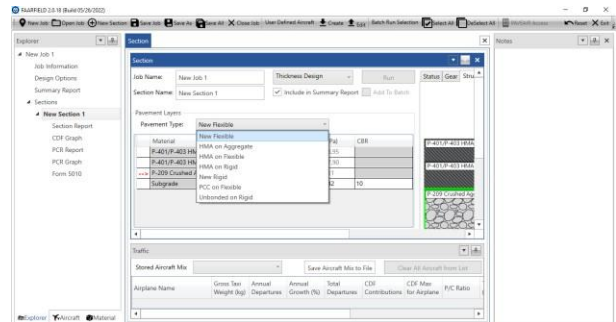 FAARFIELD 2.0.18 (Build 05/26/2022)
New Job Open Job New Section Save Job Save As Save All Close Job User Defined Aircraft Create Edit Batch Run Selection Select All Deselect All Reset Exit
Explorer
Section
Notes
New Job 1
Job Information
Design Options
Summary Report
Sections
New Section 1
Section Report
CDF Graph
PCR Report
PCR Graph
Form 5010
Section
Job Name: New Job 1 Thickness Design Run
Section Name: New Section 1 Include in Summary Report Add To Batch
Status Gear Stru
Pavement Layers
Pavement Type: New Flexible
New Flexible
HMA on Aggregate
HMA on Flexible
HMA on Rigid
New Rigid
PCC on Flexible
Unbonded on Rigid
Material CBR
P-401/P-403 HM
P-401/P-403 HM
P-209 Crushed A
Subgrade 10
P-401/P-403 HMA
P-209 Crushed Ag
Traffic
Stored Aircraft Mix Save Aircraft Mix to File Clear All Aircraft from List
Airplane Name Gross Taxi Weight (kg) Annual Departures Annual Growth (%) Total Departures CDF Contributions CDF Max for Airplane P/C Ratio
Explorer Aircraft Material